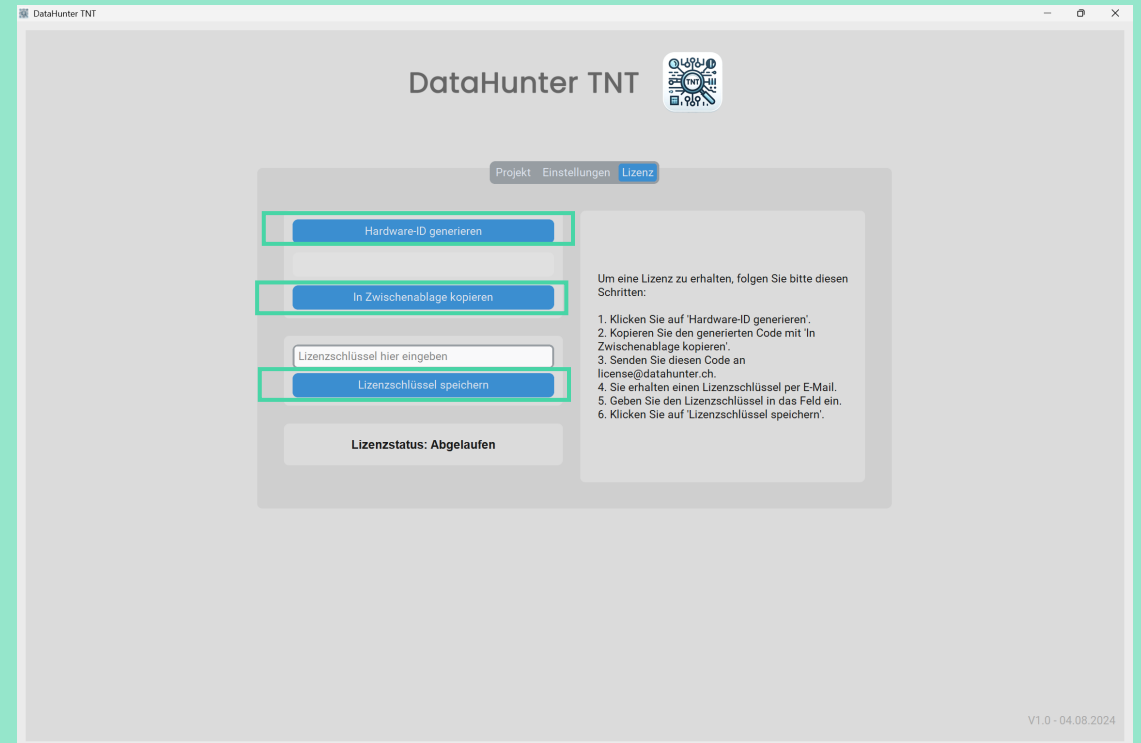 DataHunter TNT
DataHunter TNT
TNT
Projekt Einstellungen Lizenz
Hardware-ID generieren
In Zwischenablage kopieren
Lizenzschlüssel hier eingeben
Lizenzschlüssel speichern
Lizenzstatus: Abgelaufen
Um eine Lizenz zu erhalten, folgen Sie bitte diesen
Schritten:
1. Klicken Sie auf 'Hardware-ID generieren'.
2. Kopieren Sie den generierten Code mit 'In
Zwischenablage kopieren'.
3. Senden Sie diesen Code an
license@datahunter.ch.
4. Sie erhalten einen Lizenzschlüssel per E-Mail.
5. Geben Sie den Lizenzschlüssel in das Feld ein.
6. Klicken Sie auf 'Lizenzschlüssel speichern'.
V1.0 - 04.08.2024